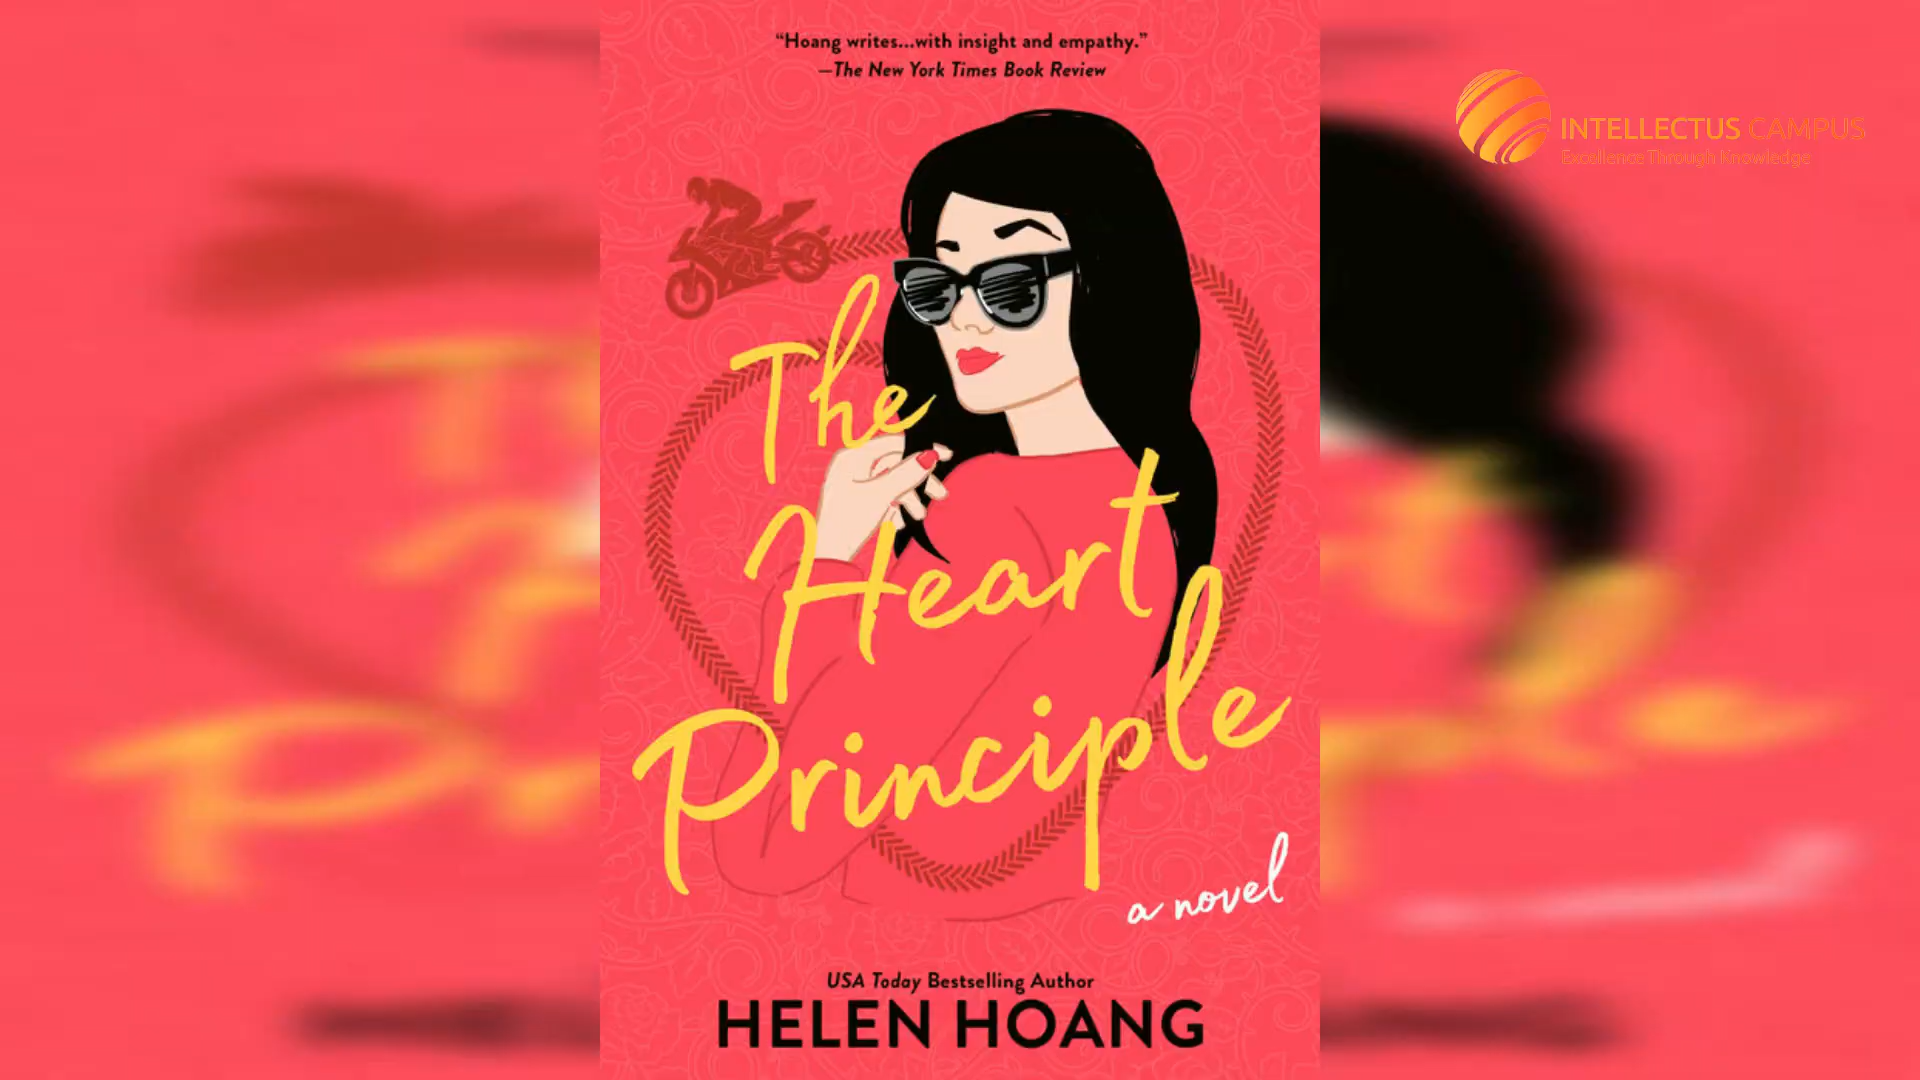 “Hoang writes...with insight and empathy.”
—The New York Times Book Review
INTELLECTUS CAMPUS
Excellence Through Knowledge
The
Heart
Principle
a novel
USA Today Bestselling Author
HELEN HOANG